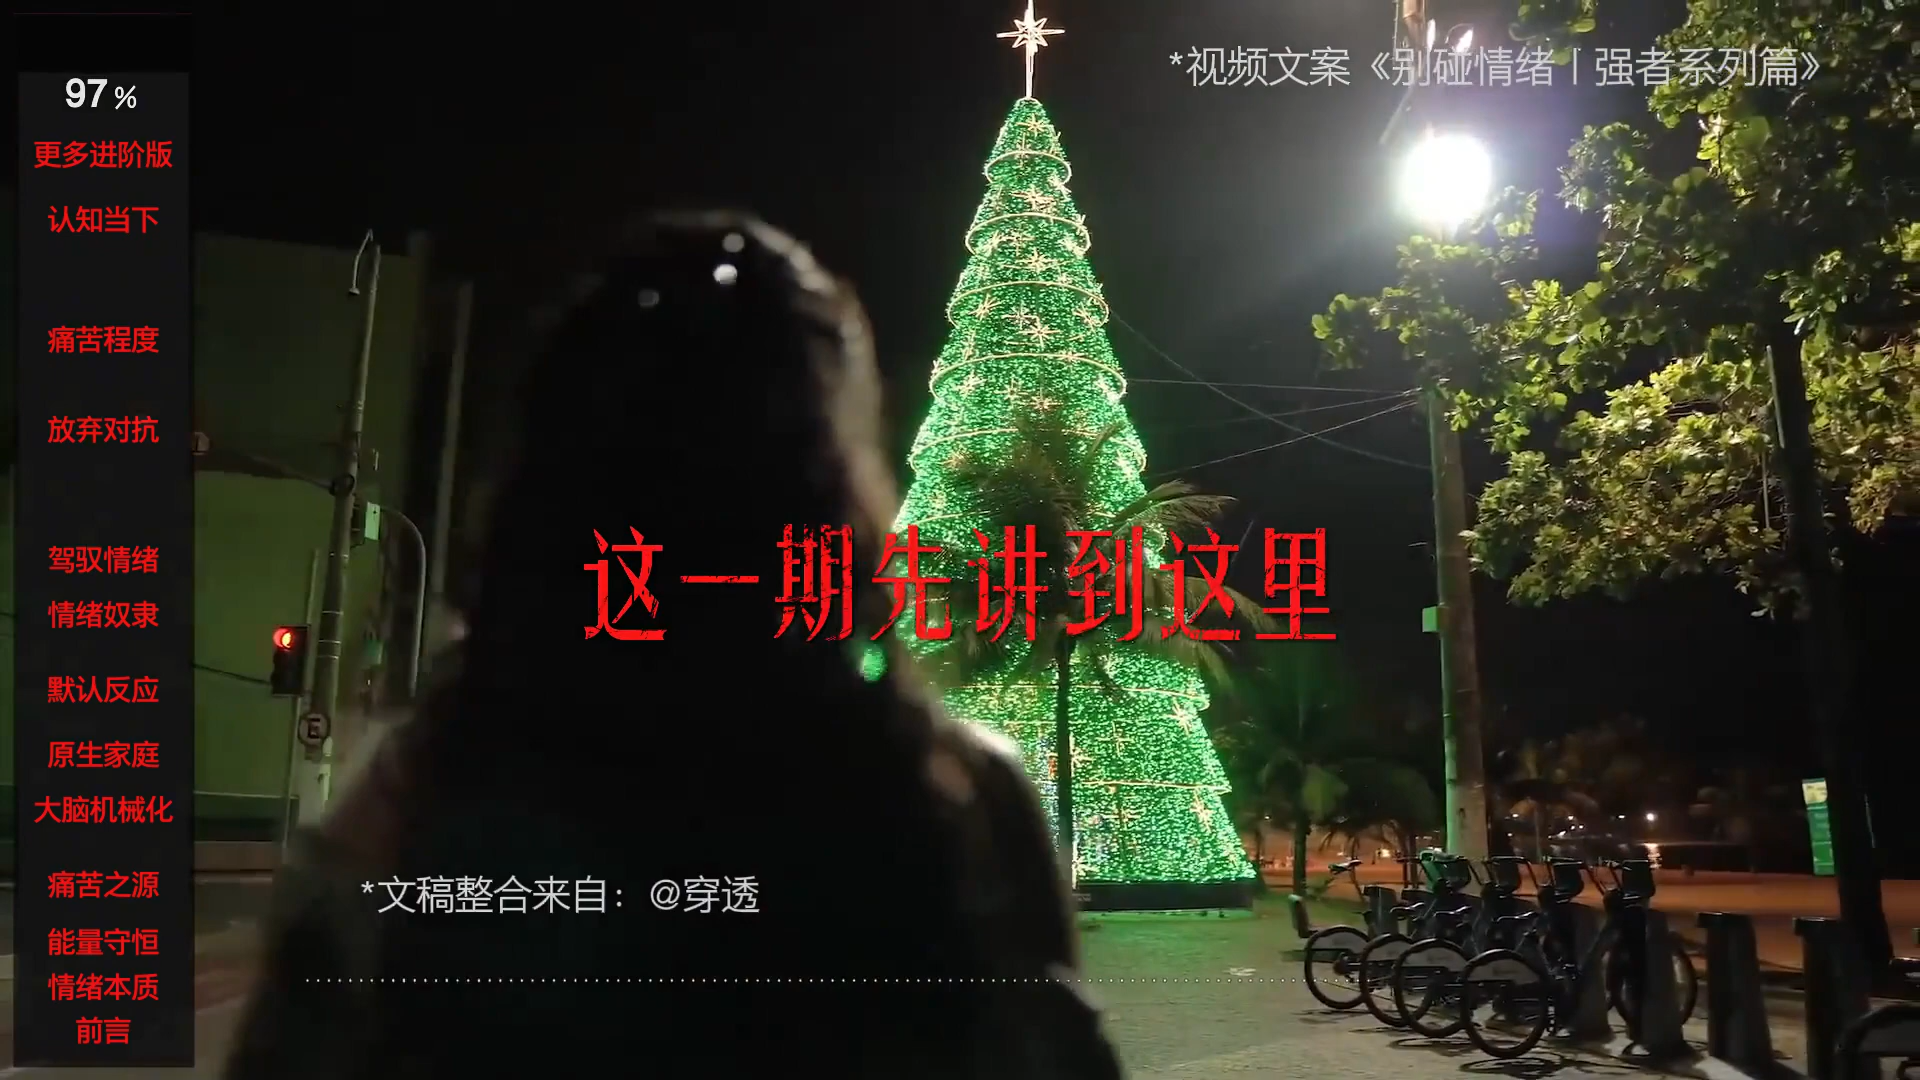 *视频文案《别碰情绪丨强者系列篇》
97%
更多进阶版
认知当下
痛苦程度
放弃对抗
驾驭情绪
情绪奴隶
默认反应
原生家庭
大脑机械化
痛苦之源
能量守恒
情绪本质
前言
这一期先讲到这里
E
*文稿整合来自：@穿透